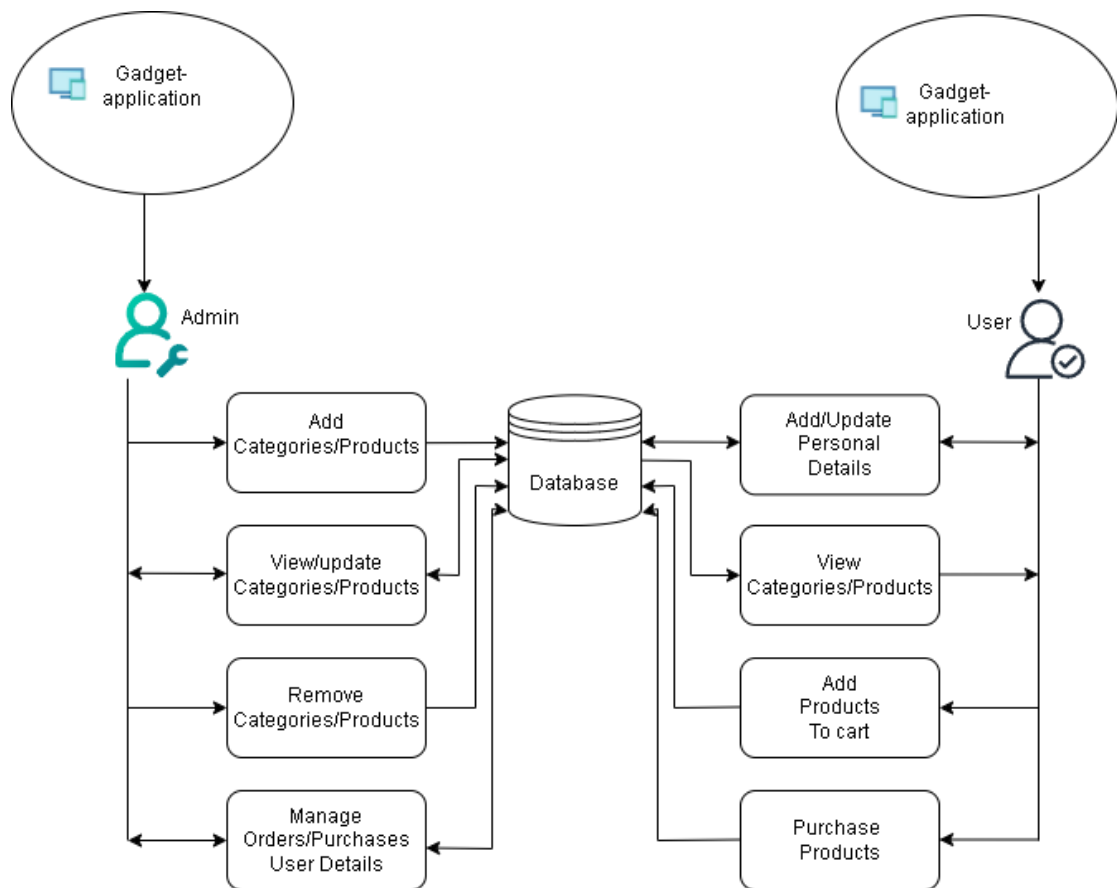 Gadget-
application
Gadget-
application
Admin
User
Add
Categories/Products
Database
Add/Update
Personal
Details
View/update
Categories/Products
View
Categories/Products
Remove
Categories/Products
Add
Products
To cart
Manage
Orders/Purchases
User Details
Purchase
Products